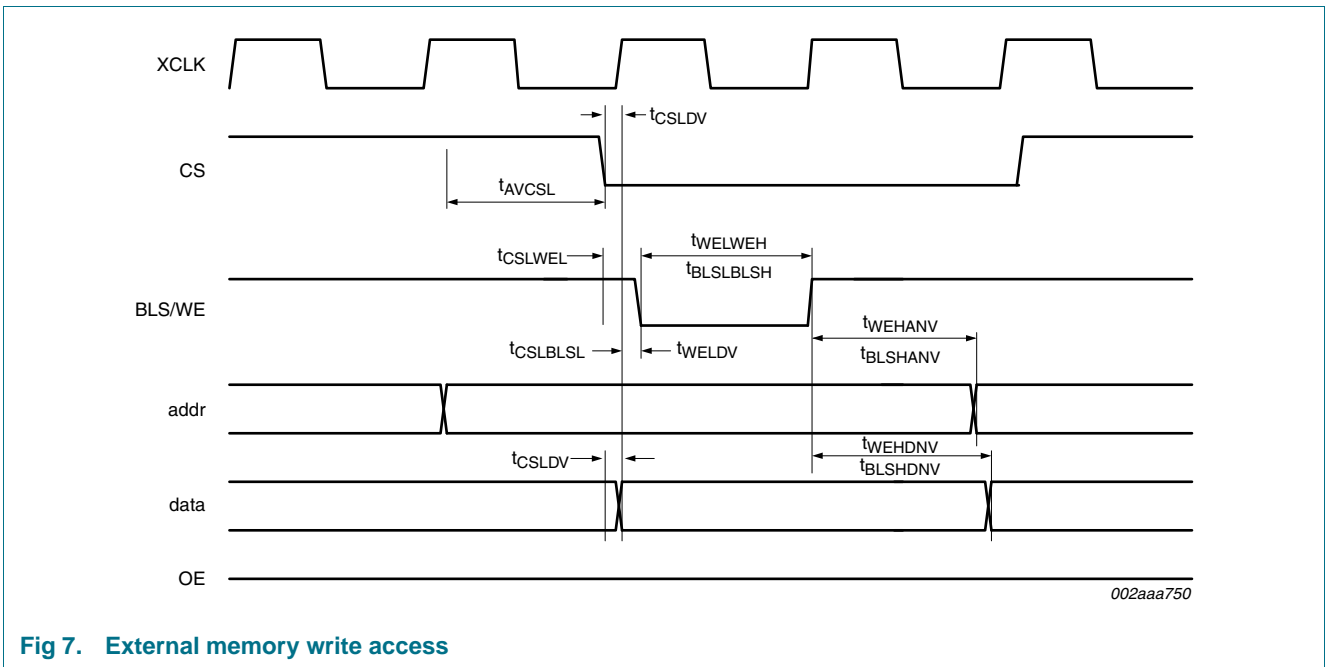 XCLK
tCSLDV
CS
tAVCSL
tCSLWEL
tWELWEH
tBLSLBLSH
BLS/WE
tWEHANV
tCSLBLSL
tWELDV
tBLSHANV
addr
tWEHDNV
tCSLDV
tBLSHDNV
data
OE
002aaa750
Fig 7. External memory write access